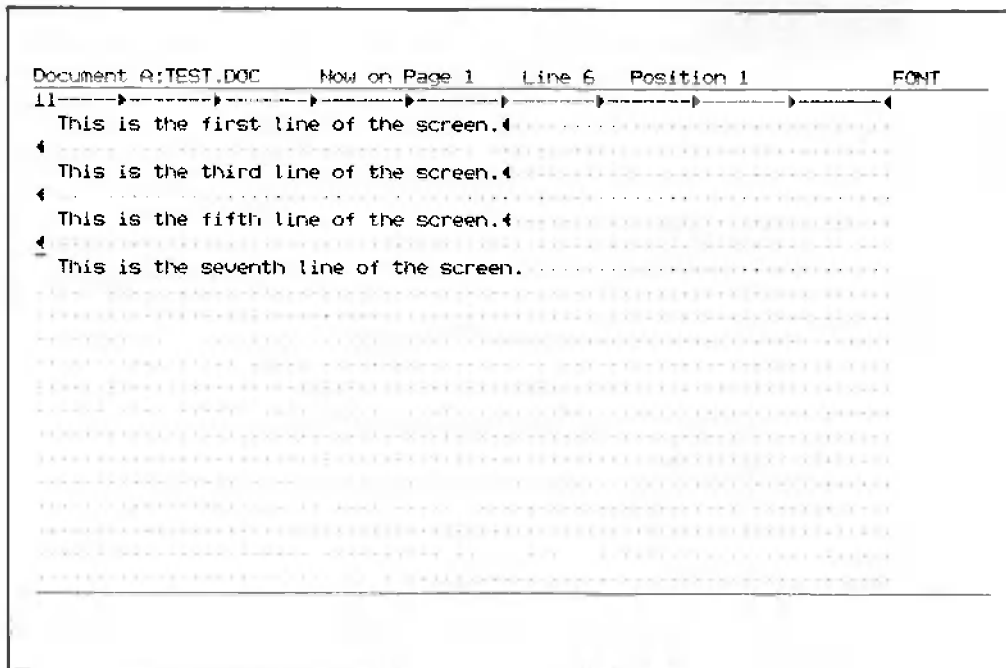 Document A:TEST.DOC Now on Page 1 Line 6 Position 1 FONT
11-----►---------►---------►---------►---------►---------►---------►---------►---------◄
This is the first line of the screen.◄
◄
This is the third line of the screen.◄
◄
This is the fifth line of the screen.◄
◄
This is the seventh line of the screen.